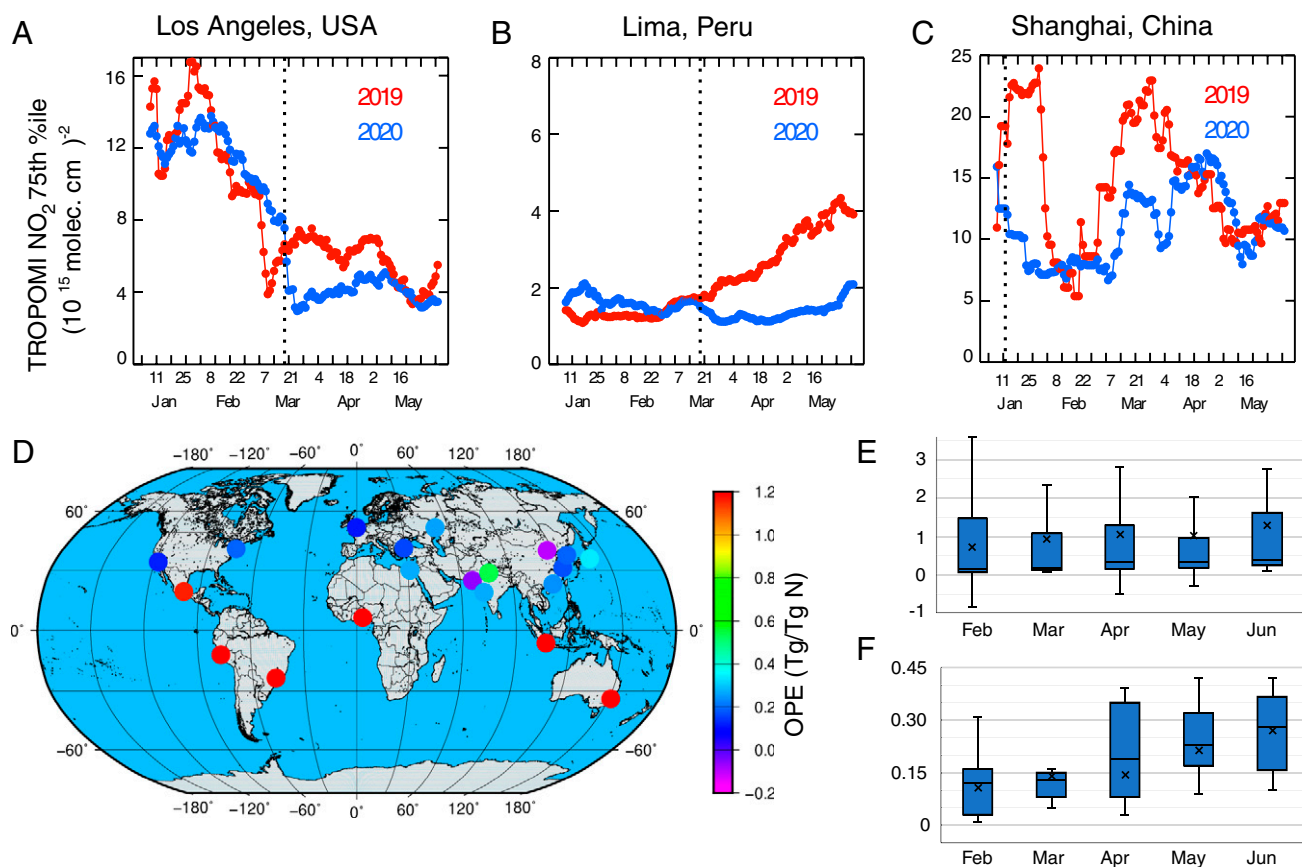 A Los Angeles, USA
B Lima, Peru
C Shanghai, China
TROPOMI NO2 75th %ile
(10 15 molec. cm )-2
16
12
8
4
0
2019
2020
11 25 8 22 7 21 4 18 2 16
Jan Feb Mar Apr May
8
6
4
2
0
2019
2020
11 25 8 22 7 21 4 18 2 16
Jan Feb Mar Apr May
25
20
15
10
5
0
2019
2020
11 25 8 22 7 21 4 18 2 16
Jan Feb Mar Apr May
D
−180˚ −120˚ −60˚ 0˚ 60˚ 120˚ 180˚
60˚ 60˚
0˚ 0˚
−60˚ −60˚
−180˚ −120˚ −60˚ 0˚ 60˚ 120˚ 180˚
1.2
1.0
0.8
0.6
0.4
0.2
0.0
−0.2
OPE (Tg/Tg N)
E
3
2
1
0
-1
Feb Mar Apr May Jun
F
0.45
0.30
0.15
0
Feb Mar Apr May Jun